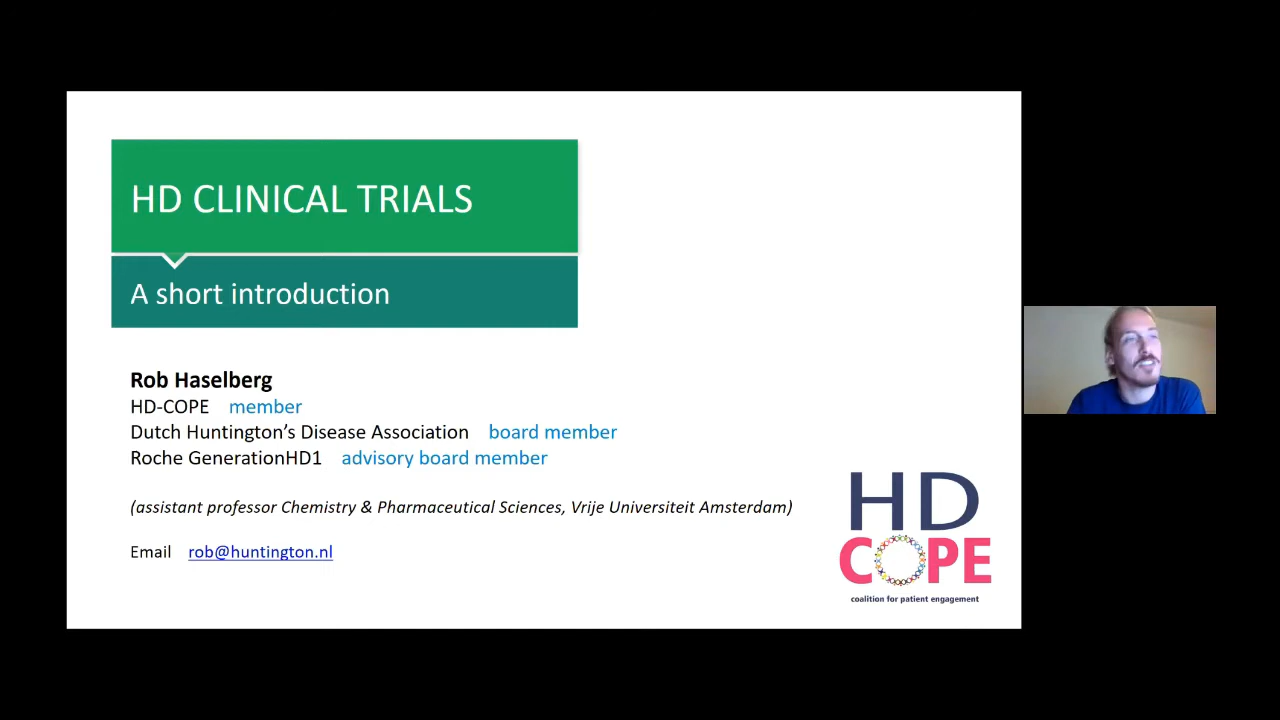 HD CLINICAL TRIALS
A short introduction
Rob Haselberg
HD-COPE member
Dutch Huntington's Disease Association board member
Roche GenerationHD1 advisory board member
(assistant professor Chemistry & Pharmaceutical Sciences, Vrije Universiteit Amsterdam)
Email rob@huntington.nl
HD
COPE
coalition for patient engagement